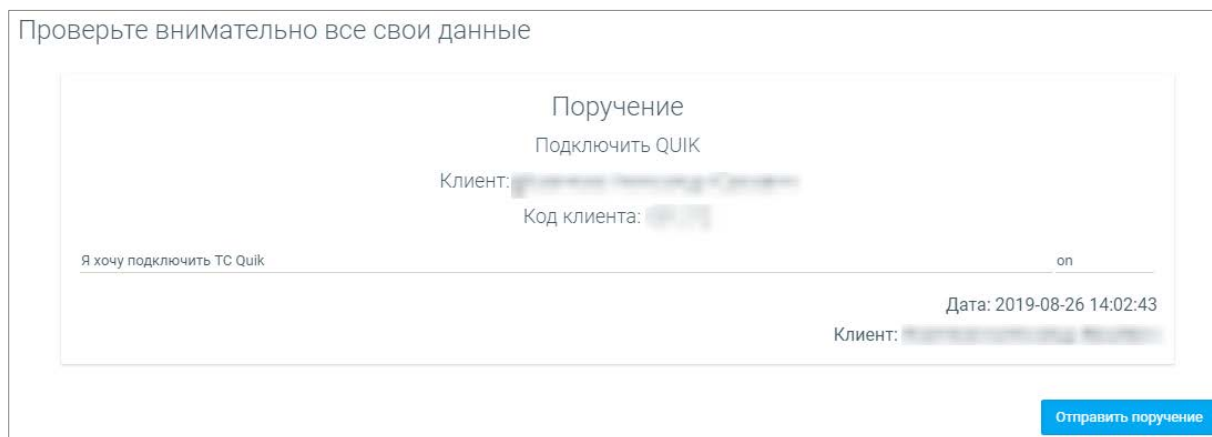 Проверьте внимательно все свои данные
Поручение
Подключить QUIK
Клиент:
Код клиента:
Я хочу подключить ТС Quik on
Дата: 2019-08-26 14:02:43
Клиент:
Отправить поручение